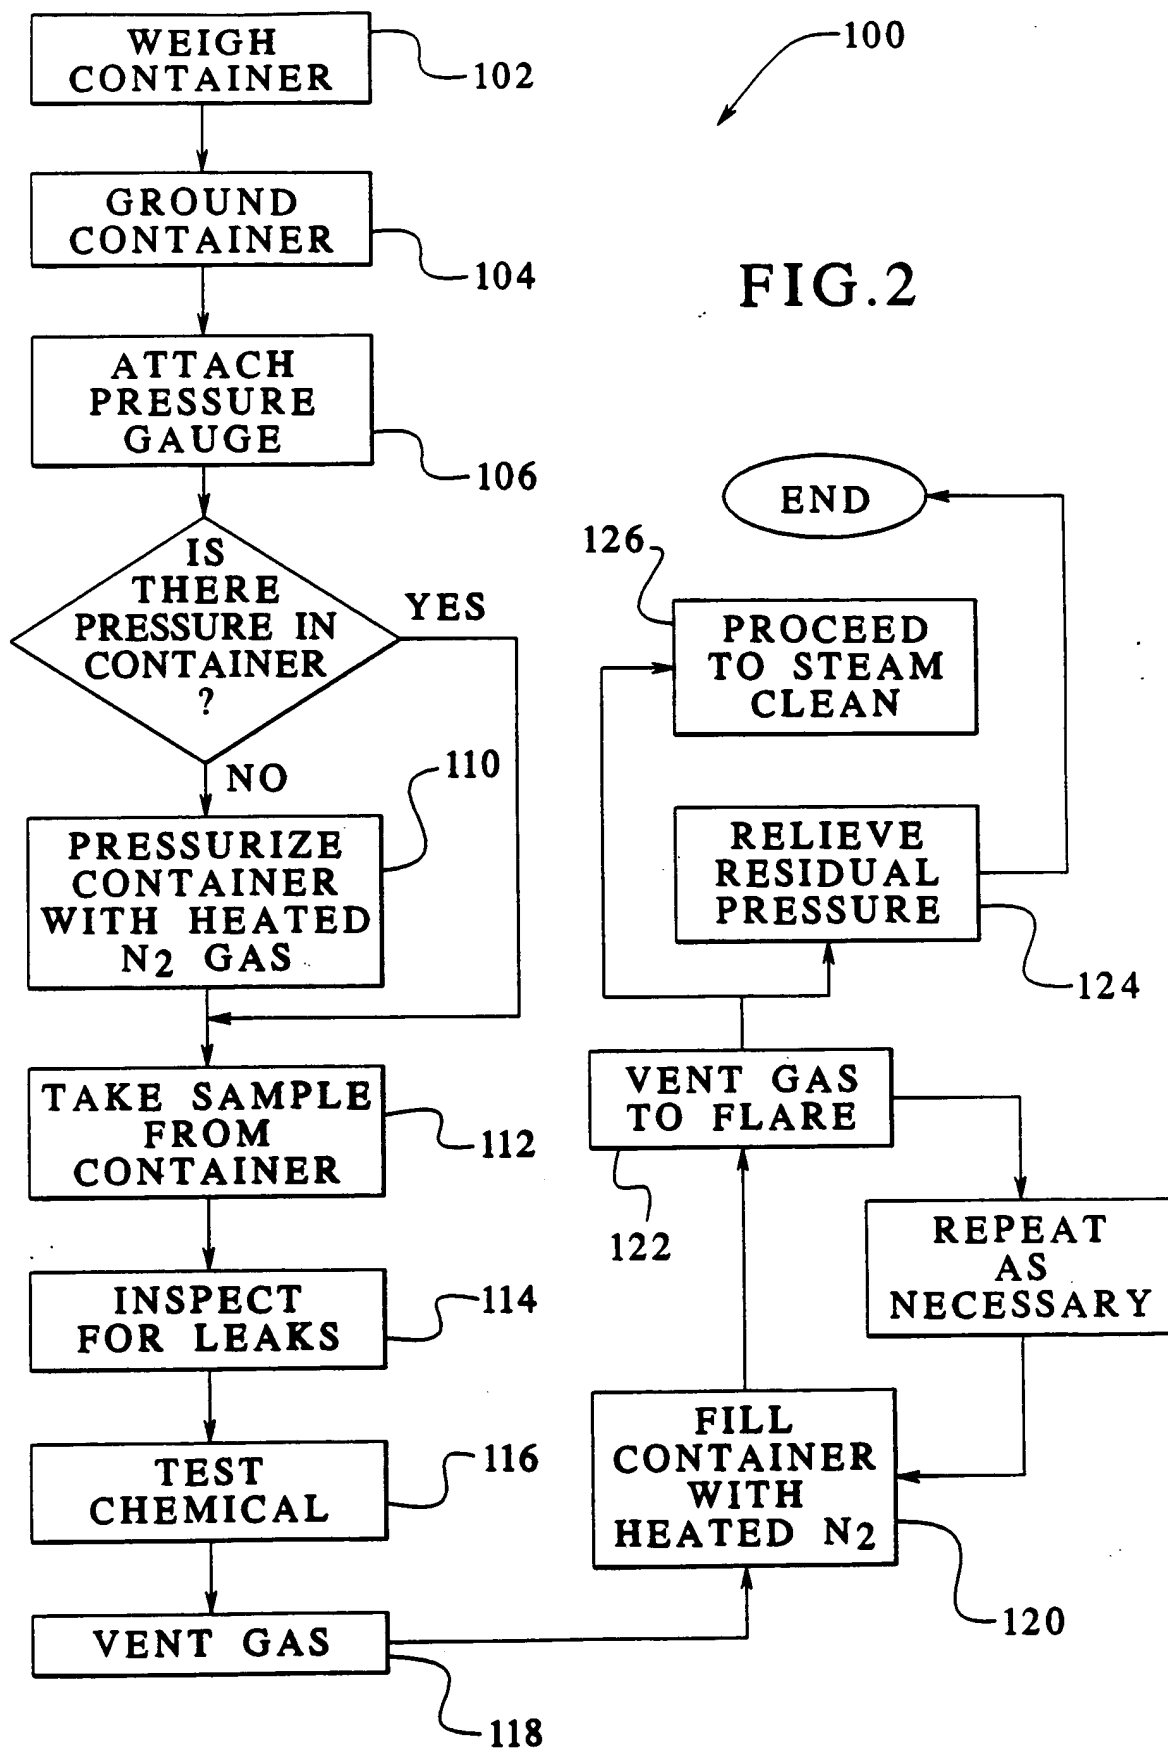 WEIGH
CONTAINER
102
100
GROUND
CONTAINER
104
FIG.2
ATTACH
PRESSURE
GAUGE
106
IS
THERE
PRESSURE IN
CONTAINER
?
YES
NO
110
PRESSURIZE
CONTAINER
WITH HEATED
N2 GAS
TAKE SAMPLE
FROM
CONTAINER
112
INSPECT
FOR LEAKS
114
TEST
CHEMICAL
116
VENT GAS
118
FILL
CONTAINER
WITH
HEATED N2
120
VENT GAS
TO FLARE
122
REPEAT
AS
NECESSARY
RELIEVE
RESIDUAL
PRESSURE
124
126
PROCEED
TO STEAM
CLEAN
END